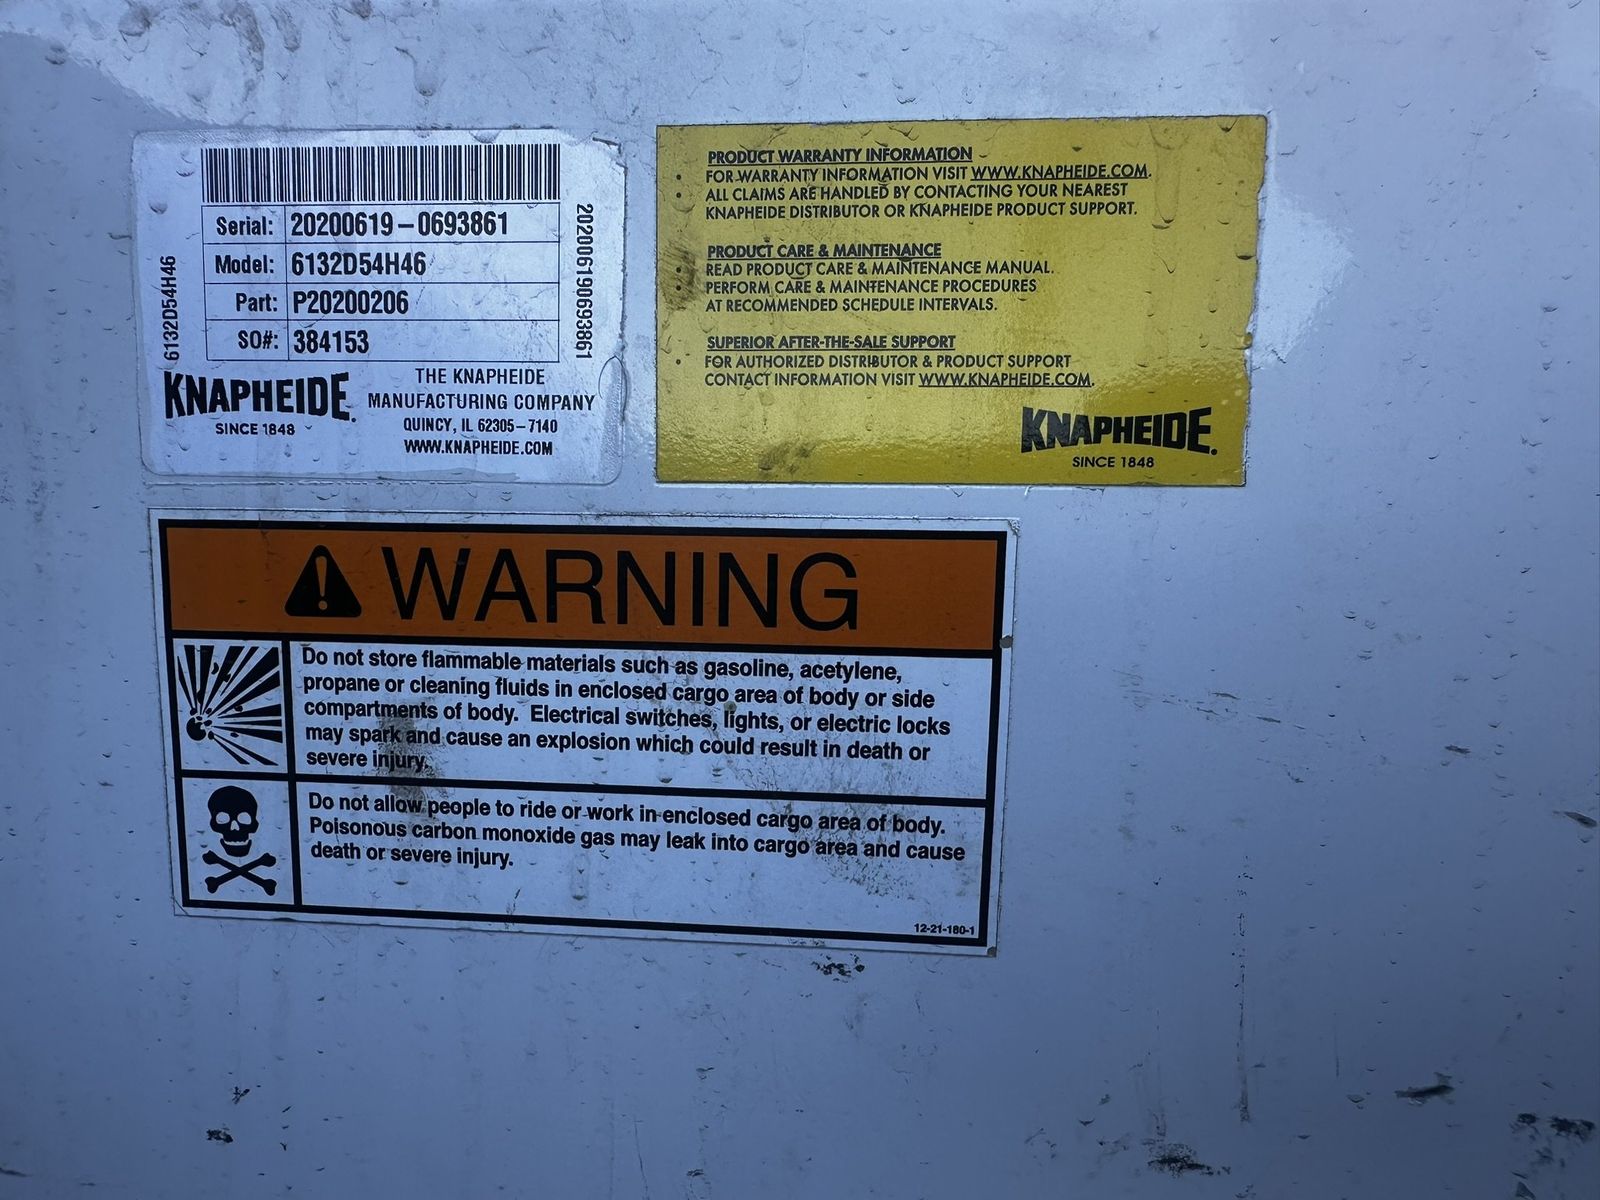 Serial: 20200619-0693861
Model: 6132D54H46
Part: P20200206
SO#: 384153
6132D54H46
202006190693861
KNAPHEIDE
SINCE 1848
THE KNAPHEIDE
MANUFACTURING COMPANY
QUINCY, IL 62305-7140
WWW.KNAPHEIDE.COM
PRODUCT WARRANTY INFORMATION
• FOR WARRANTY INFORMATION VISIT WWW.KNAPHEIDE.COM.
• ALL CLAIMS ARE HANDLED BY CONTACTING YOUR NEAREST
KNAPHEIDE DISTRIBUTOR OR KNAPHEIDE PRODUCT SUPPORT.
PRODUCT CARE & MAINTENANCE
• READ PRODUCT CARE & MAINTENANCE MANUAL.
• PERFORM CARE & MAINTENANCE PROCEDURES
AT RECOMMENDED SCHEDULE INTERVALS.
SUPERIOR AFTER-THE-SALE SUPPORT
• FOR AUTHORIZED DISTRIBUTOR & PRODUCT SUPPORT
CONTACT INFORMATION VISIT WWW.KNAPHEIDE.COM.
KNAPHEIDE.
SINCE 1848
WARNING
Do not store flammable materials such as gasoline, acetylene,
propane or cleaning fluids in enclosed cargo area of body or side
compartments of body. Electrical switches, lights, or electric locks
may spark and cause an explosion which could result in death or
severe injury.
Do not allow people to ride or work in enclosed cargo area of body.
Poisonous carbon monoxide gas may leak into cargo area and cause
death or severe injury.
12-21-180-1